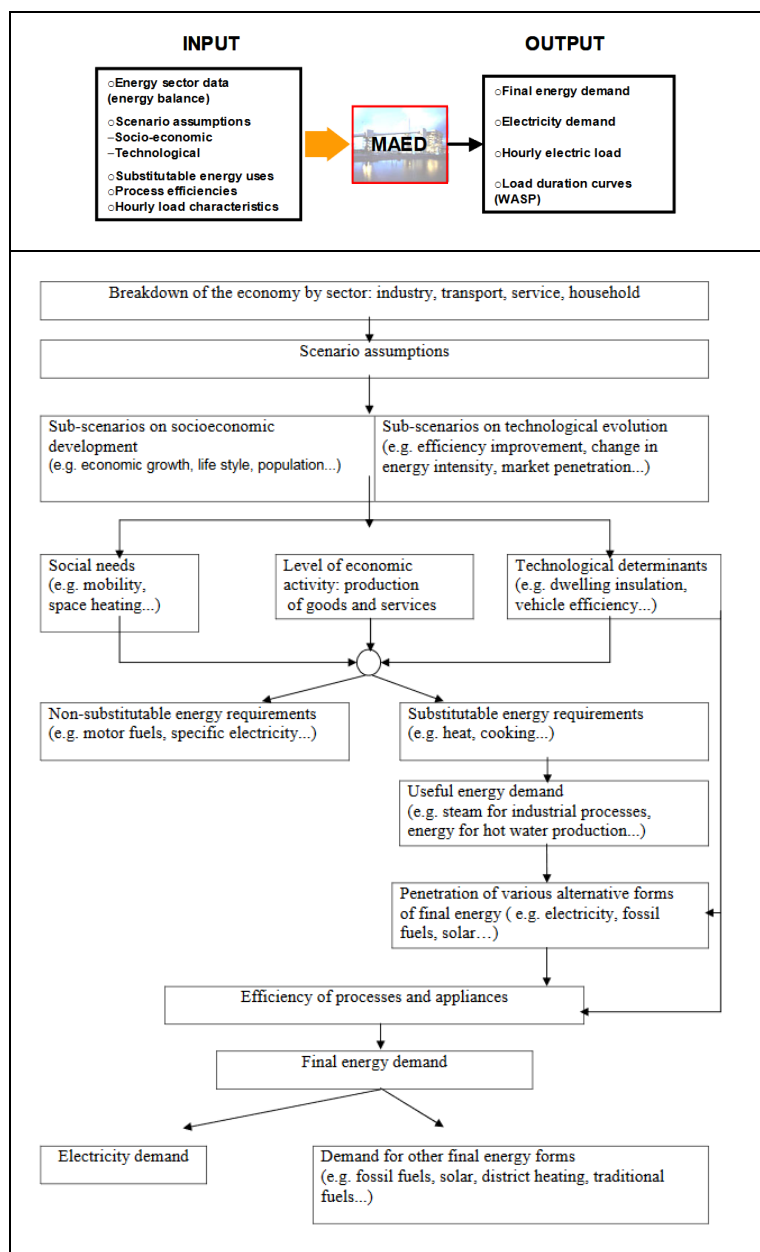 INPUT
OUTPUT
○Energy sector data
(energy balance)
○Scenario assumptions
–Socio-economic
–Technological
○Substitutable energy uses
○Process efficiencies
○Hourly load characteristics
MAED
○Final energy demand
○Electricity demand
○Hourly electric load
○Load duration curves
(WASP)
Breakdown of the economy by sector: industry, transport, service, household
Scenario assumptions
Sub-scenarios on socioeconomic
development
(e.g. economic growth, life style, population...)
Sub-scenarios on technological evolution
(e.g. efficiency improvement, change in
energy intensity, market penetration...)
Social needs
(e.g. mobility,
space heating...)
Level of economic
activity: production
of goods and services
Technological determinants
(e.g. dwelling insulation,
vehicle efficiency...)
Non-substitutable energy requirements
(e.g. motor fuels, specific electricity...)
Substitutable energy requirements
(e.g. heat, cooking...)
Useful energy demand
(e.g. steam for industrial processes,
energy for hot water production...)
Penetration of various alternative forms
of final energy ( e.g. electricity, fossil
fuels, solar…)
Efficiency of processes and appliances
Final energy demand
Electricity demand
Demand for other final energy forms
(e.g. fossil fuels, solar, district heating, traditional
fuels...)